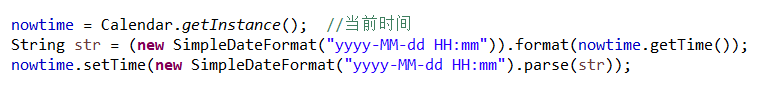 nowtime = Calendar.getInstance();  //当前时间
String str = (new SimpleDateFormat("yyyy-MM-dd HH:mm")).format(nowtime.getTime());
nowtime.setTime(new SimpleDateFormat("yyyy-MM-dd HH:mm").parse(str));